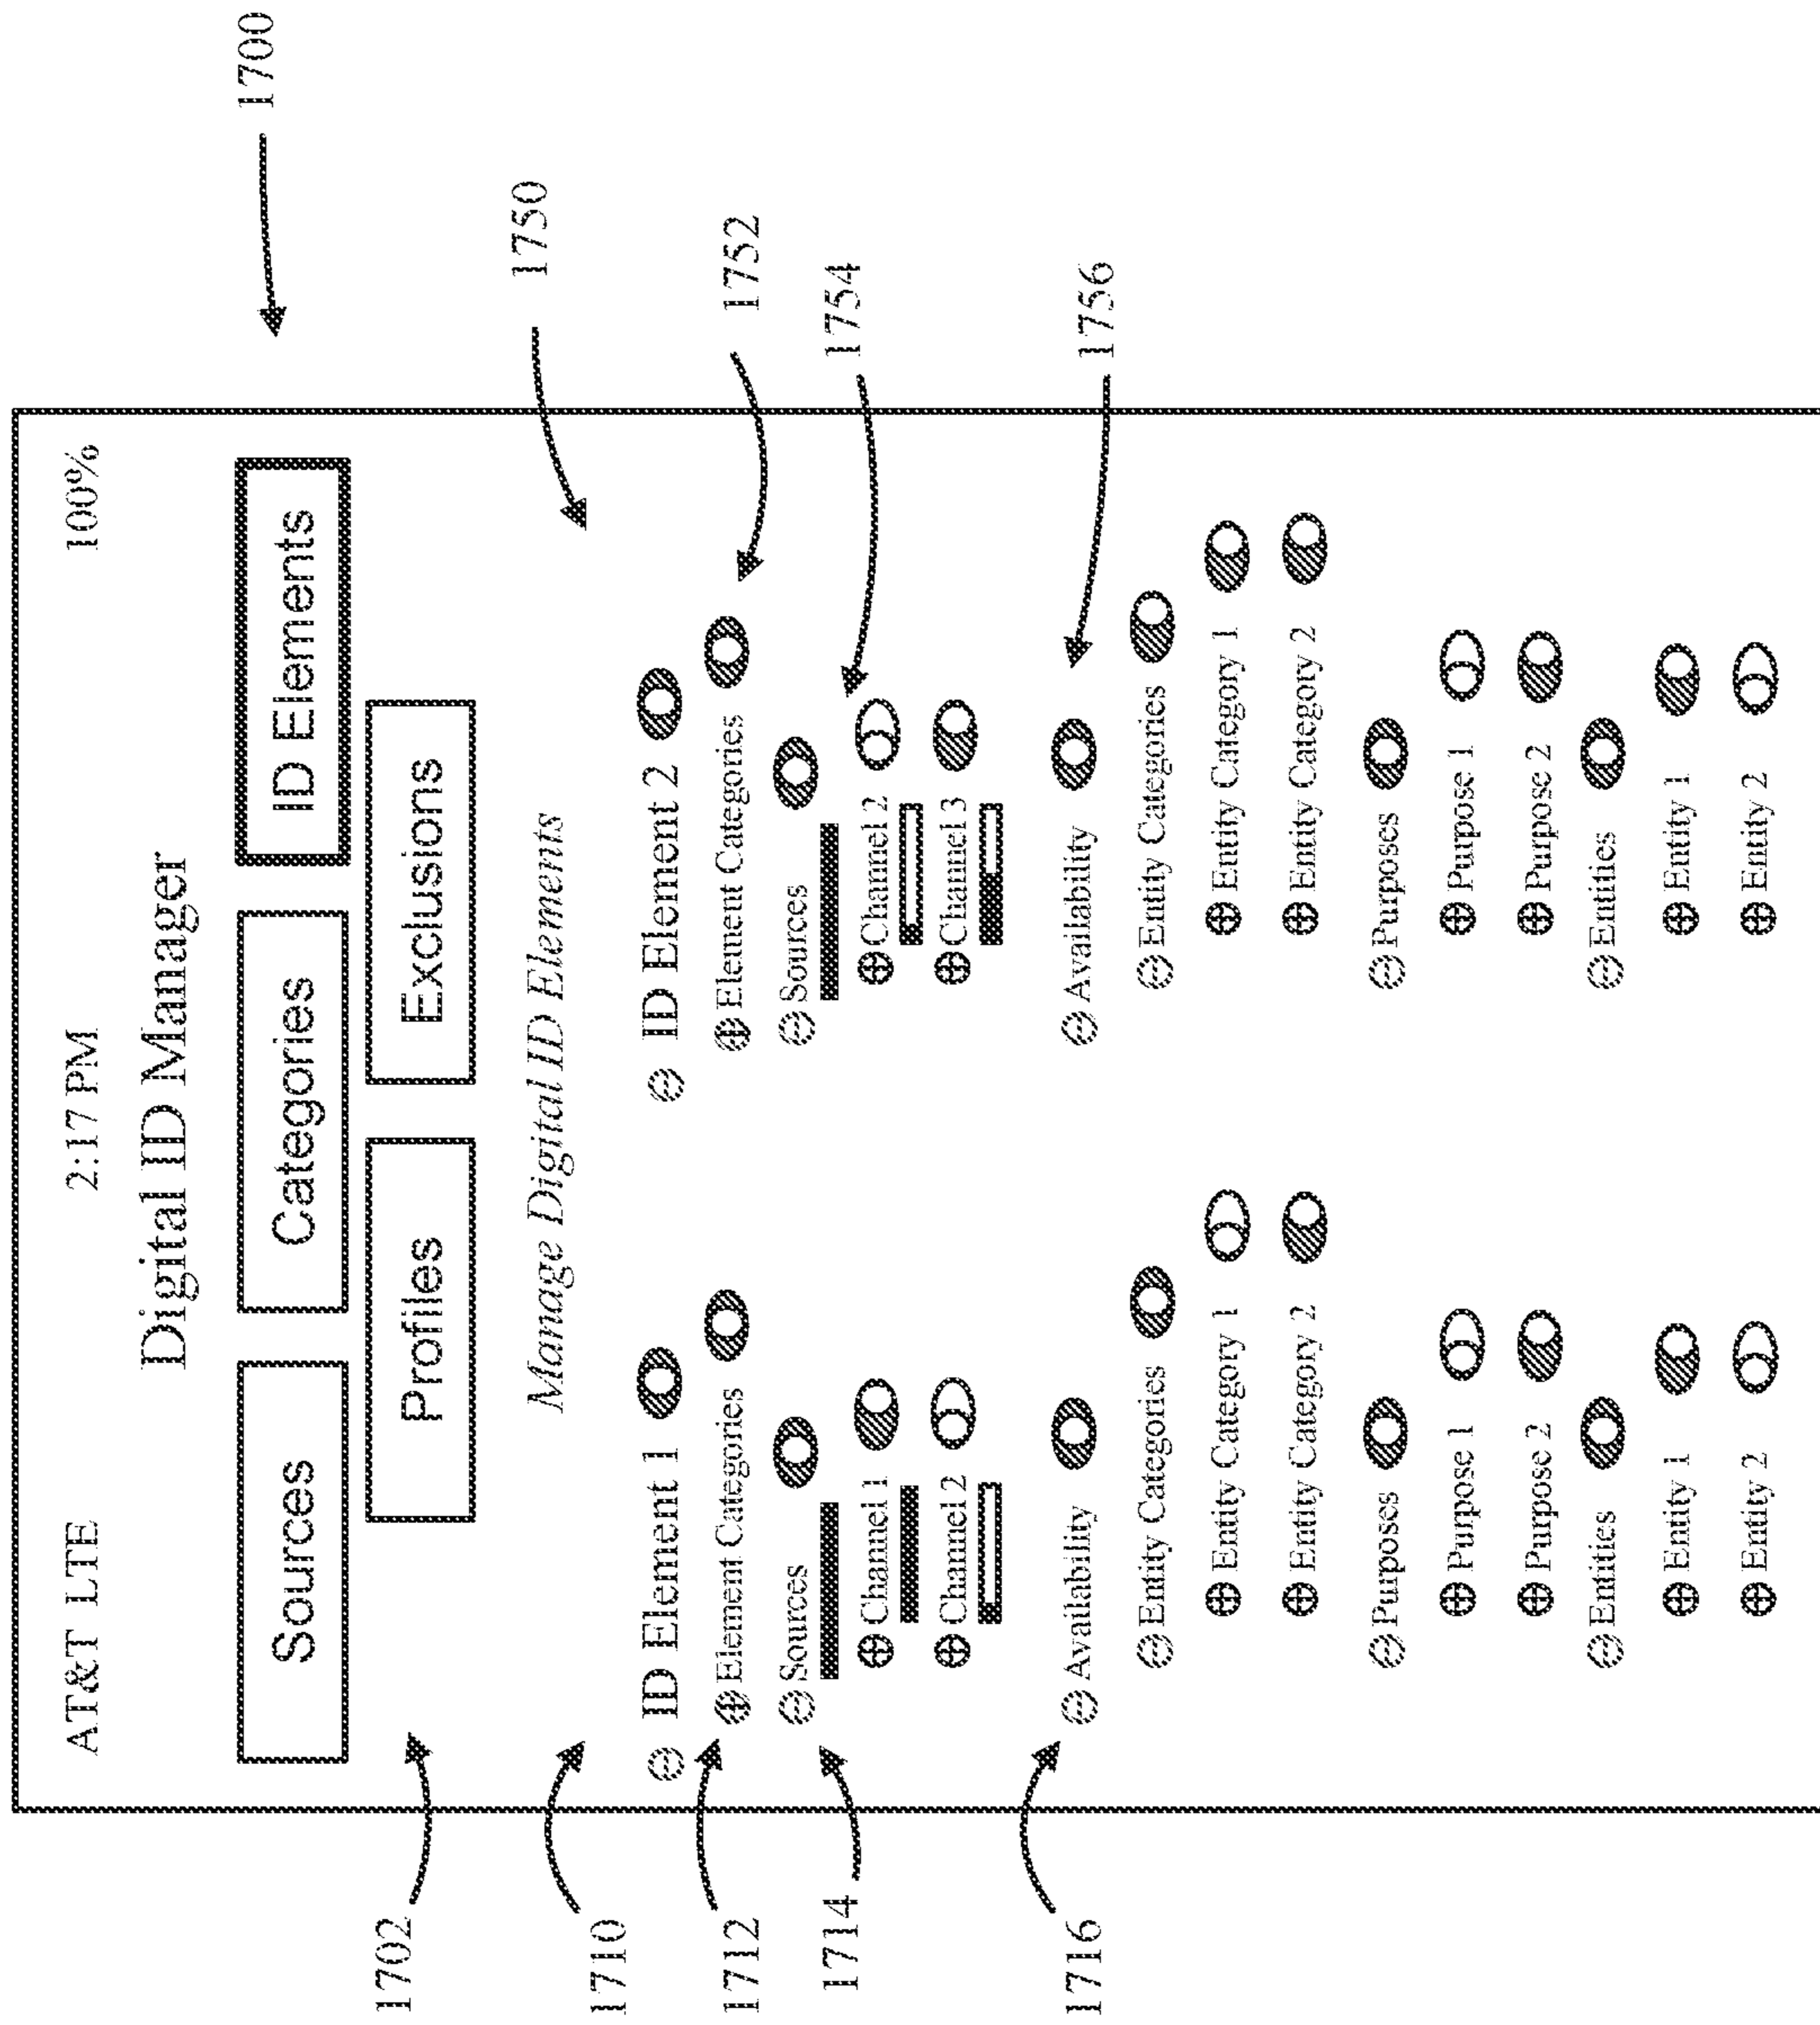 1700
AT&T LTE 2:17 PM 100%
Digital ID Manager
Sources Categories ID Elements
Profiles Exclusions
1702
Manage Digital ID Elements
1750
1710
ID Element 1 ID Element 2
1712
Element Categories Element Categories
1752
Sources Sources
1714
Channel 1 Channel 2
1754
Channel 2 Channel 3
1716
Availability Availability
1756
Entity Categories Entity Categories
Entity Category 1 Entity Category 1
Entity Category 2 Entity Category 2
Purposes Purposes
Purpose 1 Purpose 1
Purpose 2 Purpose 2
Entities Entities
Entity 1 Entity 1
Entity 2 Entity 2